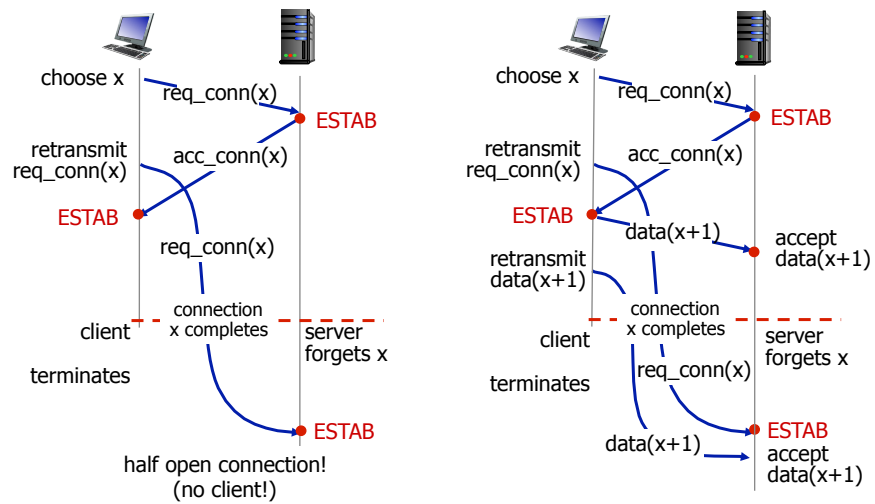 choose x
req_conn(x)
ESTAB
retransmit
req_conn(x)
acc_conn(x)
ESTAB
req_conn(x)
connection
x completes
client
server
forgets x
terminates
ESTAB
half open connection!
(no client!)
choose x
req_conn(x)
ESTAB
retransmit
req_conn(x)
acc_conn(x)
ESTAB
data(x+1)
accept
data(x+1)
retransmit
data(x+1)
connection
x completes
client
server
forgets x
terminates
req_conn(x)
ESTAB
data(x+1)
accept
data(x+1)